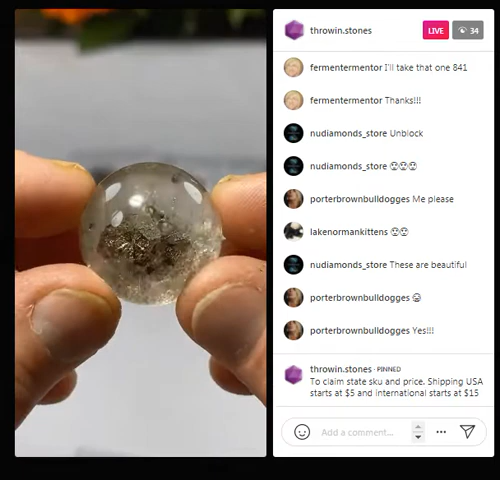 throwin.stones
LIVE
34
fermentermentor I'll take that one 841
fermentermentor Thanks!!!
nudiamonds_store Unblock
nudiamonds_store 😍😍😍
porterbrownbulldogges Me please
lakenormankittens 😍😍
nudiamonds_store These are beautiful
porterbrownbulldogges 😂
porterbrownbulldogges Yes!!!
throwin.stones · PINNED
To claim state sku and price. Shipping USA
starts at $5 and international starts at $15
Add a comment...